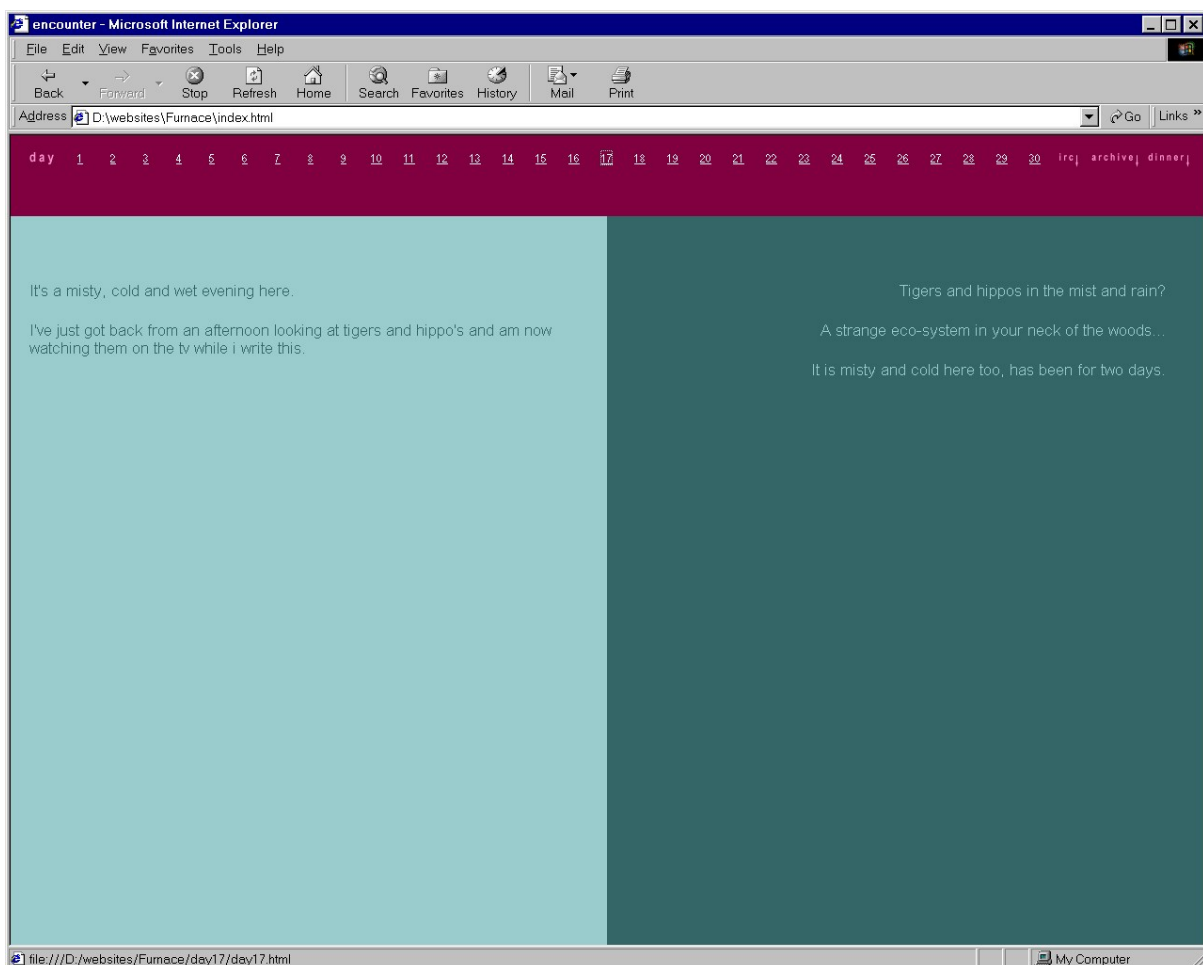 encounter - Microsoft Internet Explorer
File Edit View Favorites Tools Help
Back Forward Stop Refresh Home Search Favorites History Mail Print
Address D:\websites\Furnace\index.html Go Links »
day 1 2 3 4 5 6 7 8 9 10 11 12 13 14 15 16 17 18 19 20 21 22 23 24 25 26 27 28 29 30 irc¡ archive¡ dinner¡
It's a misty, cold and wet evening here.
I've just got back from an afternoon looking at tigers and hippo's and am now
watching them on the tv while i write this.
Tigers and hippos in the mist and rain?
A strange eco-system in your neck of the woods...
It is misty and cold here too, has been for two days.
file:///D:/websites/Furnace/day17/day17.html My Computer